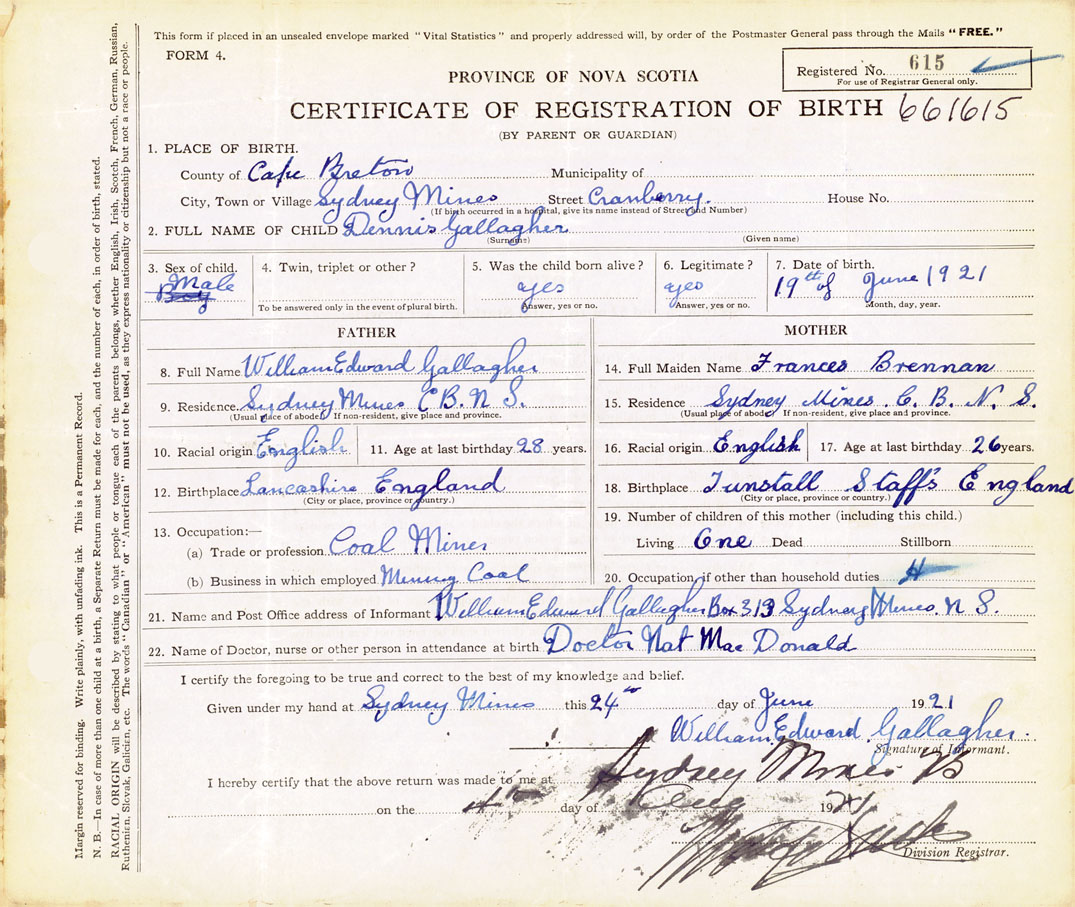 This form if placed in an unsealed envelope marked "Vital Statistics" and properly addressed will, by order of the Postmaster General pass through the Mails "FREE."
FORM 4.
Registered No. 615
For use of Registrar General only.
PROVINCE OF NOVA SCOTIA
CERTIFICATE OF REGISTRATION OF BIRTH 661615
(BY PARENT OR GUARDIAN)
1. PLACE OF BIRTH.
County of Cape Breton Municipality of
City, Town or Village Sydney Mines Street Cranberry. House No.
(If birth occurred in a hospital, give its name instead of Street and Number)
2. FULL NAME OF CHILD Dennis Gallagher
(Surname) (Given name)
3. Sex of child. Male Boy
4. Twin, triplet or other?
To be answered only in the event of plural birth.
5. Was the child born alive? yes
Answer, yes or no.
6. Legitimate? yes
Answer, yes or no.
7. Date of birth.
19th of June 1921
Month, day, year.
FATHER
8. Full Name William Edward Gallagher
9. Residence Sydney Mines C B. N S.
(Usual place of abode) If non-resident, give place and province.
10. Racial origin English 11. Age at last birthday 28 years.
12. Birthplace Lancashire England
(City or place, province or country.)
13. Occupation:—
(a) Trade or profession Coal Miner
(b) Business in which employed Mining Coal
MOTHER
14. Full Maiden Name Frances Brennan
15. Residence Sydney Mines C. B. N. S.
(Usual place of abode) If non-resident, give place and province.
16. Racial origin English 17. Age at last birthday 26 years.
18. Birthplace Tunstall Staffs England
(City or place, province or country.)
19. Number of children of this mother (including this child.)
Living One Dead Stillborn
20. Occupation, if other than household duties
21. Name and Post Office address of Informant William Edward Gallagher Box 313 Sydney Mines. N S.
22. Name of Doctor, nurse or other person in attendance at birth Doctor Nat Mac Donald
I certify the foregoing to be true and correct to the best of my knowledge and belief.
Given under my hand at Sydney Mines this 24th day of June 1921
William Edward Gallagher.
Signature of Informant.
I hereby certify that the above return was made to me at Sydney Mines
on the 4th day of Aug 1921
Division Registrar.
Margin reserved for binding. Write plainly, with unfading ink. This is a Permanent Record.
N. B.—In case of more than one child at a birth, a Separate Return must be made for each, and the number of each, in order of birth, stated.
RACIAL ORIGIN will be described by stating to what people or tongue each of the parents belongs, whether English, Irish, Scotch, French, German, Russian,
Ruthenian, Slovak, Galicien, etc. The words "Canadian" or "American" must not be used, as they express nationality or citizenship but not a race or people.